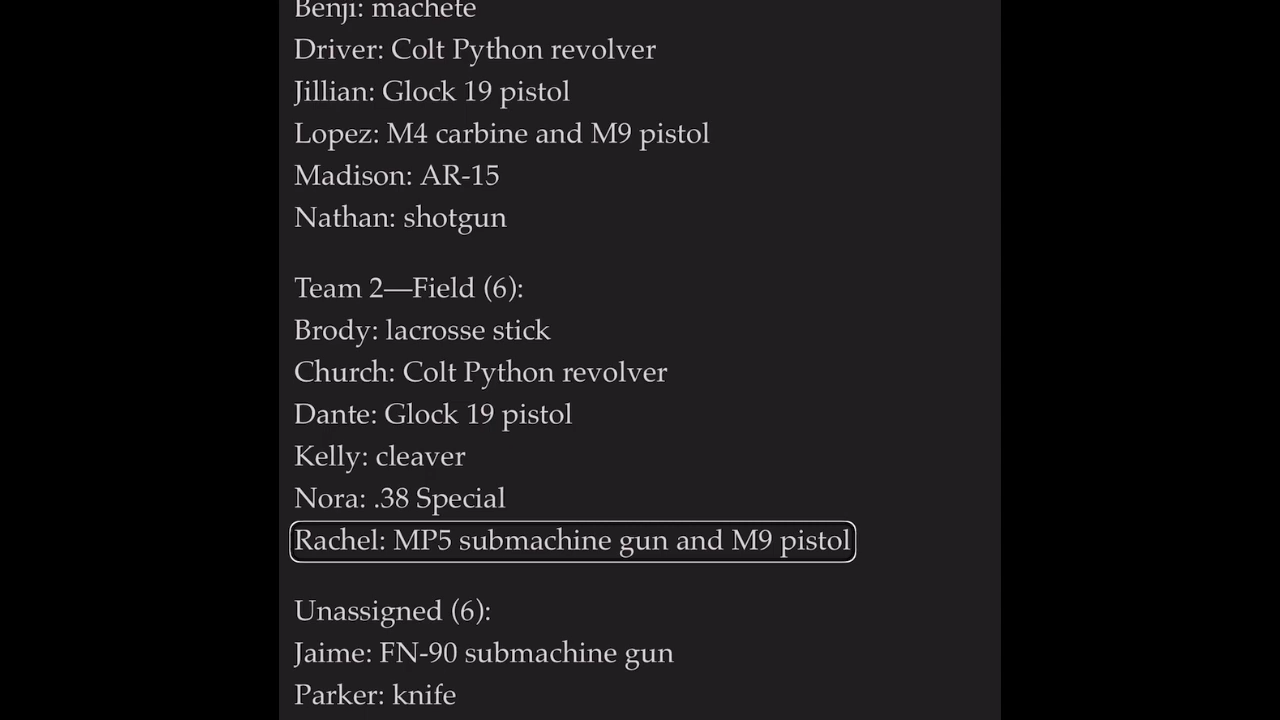 Benji: machete
Driver: Colt Python revolver
Jillian: Glock 19 pistol
Lopez: M4 carbine and M9 pistol
Madison: AR-15
Nathan: shotgun
Team 2—Field (6):
Brody: lacrosse stick
Church: Colt Python revolver
Dante: Glock 19 pistol
Kelly: cleaver
Nora: .38 Special
Rachel: MP5 submachine gun and M9 pistol
Unassigned (6):
Jaime: FN-90 submachine gun
Parker: knife